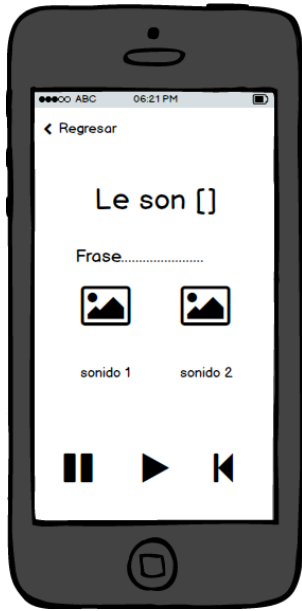 ABC 06:21 PM
Regresar
Le son []
Frase.......................
sonido 1 sonido 2